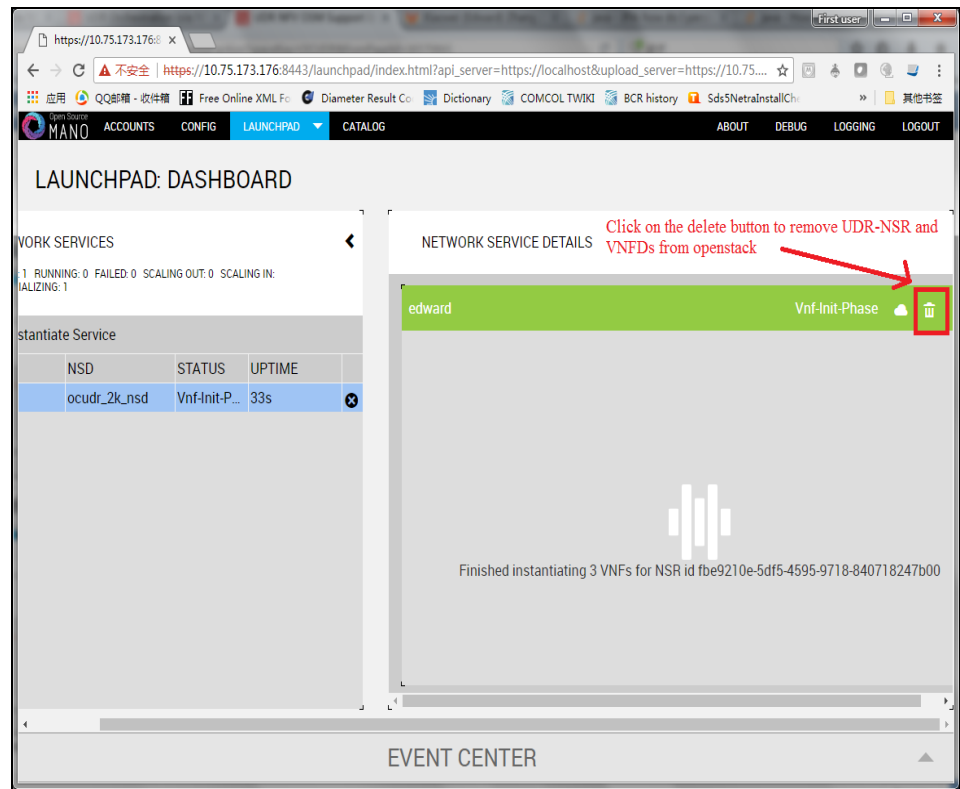 First user
https://10.75.173.176:8
不安全 https://10.75.173.176:8443/launchpad/index.html?api_server=https://localhost&upload_server=https://10.75....
应用 QQ邮箱 - 收件箱 Free Online XML Fo Diameter Result Co Dictionary COMCOL TWIKI BCR history Sds5NetraInstallChe » 其他书签
Open Source
MANO ACCOUNTS CONFIG LAUNCHPAD CATALOG ABOUT DEBUG LOGGING LOGOUT
LAUNCHPAD: DASHBOARD
WORK SERVICES
: 1 RUNNING: 0 FAILED: 0 SCALING OUT: 0 SCALING IN:
IALIZING: 1
stantiate Service
NSD STATUS UPTIME
ocudr_2k_nsd Vnf-Init-P... 33s
NETWORK SERVICE DETAILS
Click on the delete button to remove UDR-NSR and
VNFDs from openstack
edward Vnf-Init-Phase
Finished instantiating 3 VNFs for NSR id fbe9210e-5df5-4595-9718-840718247b00
EVENT CENTER